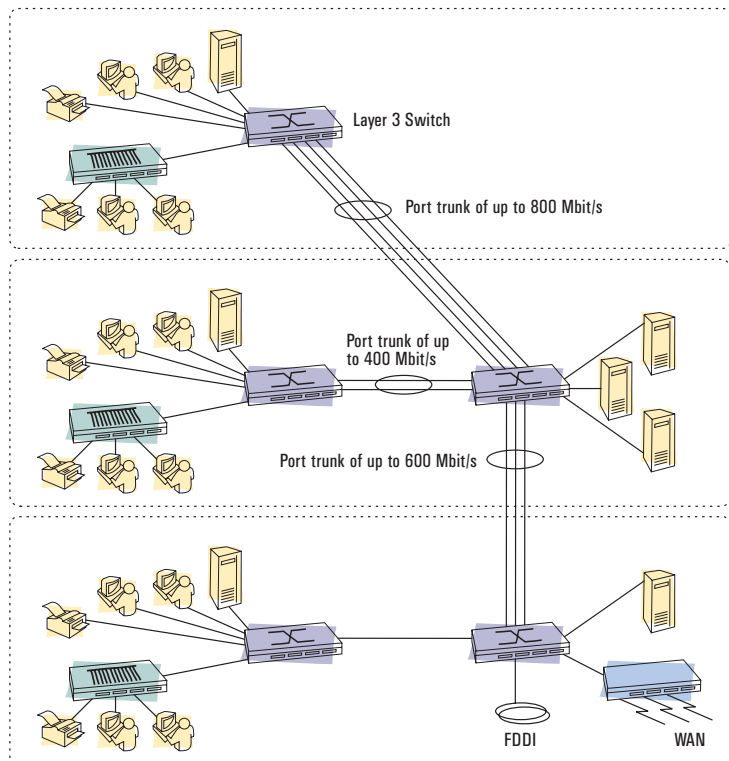 Layer 3 Switch
Port trunk of up to 800 Mbit/s
Port trunk of up
to 400 Mbit/s
Port trunk of up to 600 Mbit/s
FDDI
WAN